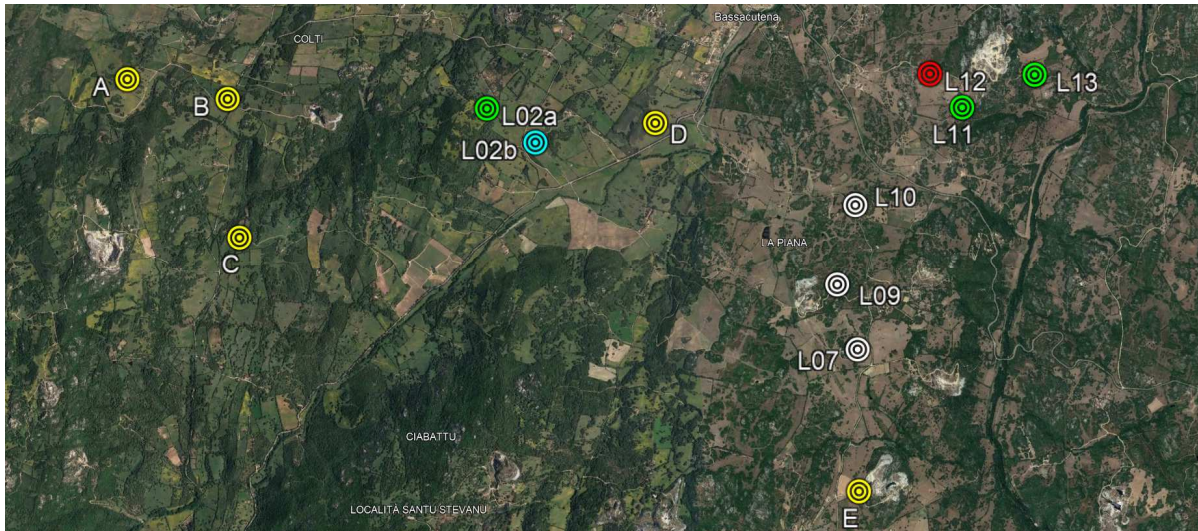 Bassacutena
COLTI
A
B
L02a
L02b
D
L12
L13
L11
L10
LA PIANA
C
L09
L07
CIABATTU
LOCALITÀ SANTU STEVANU
E